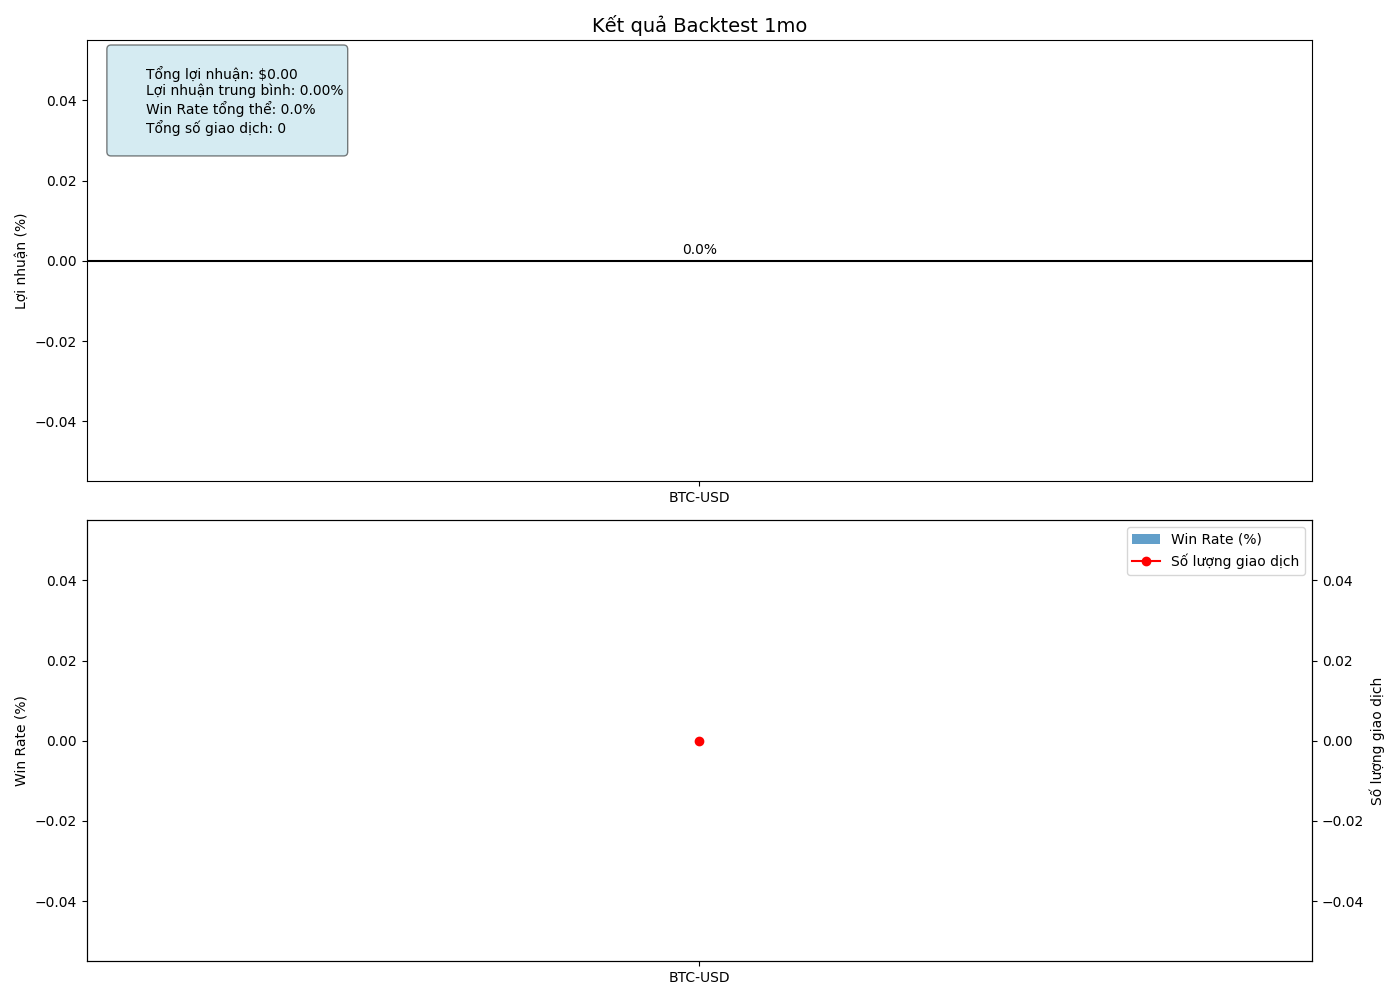 Kết quả Backtest 1mo
Tổng lợi nhuận: $0.00
Lợi nhuận trung bình: 0.00%
Win Rate tổng thể: 0.0%
Tổng số giao dịch: 0
Lợi nhuận (%)
0.04
0.02
0.00
−0.02
−0.04
0.0%
BTC-USD
Win Rate (%)
Số lượng giao dịch
Win Rate (%)
0.04
0.02
0.00
−0.02
−0.04
0.04
0.02
0.00
−0.02
−0.04
Số lượng giao dịch
BTC-USD